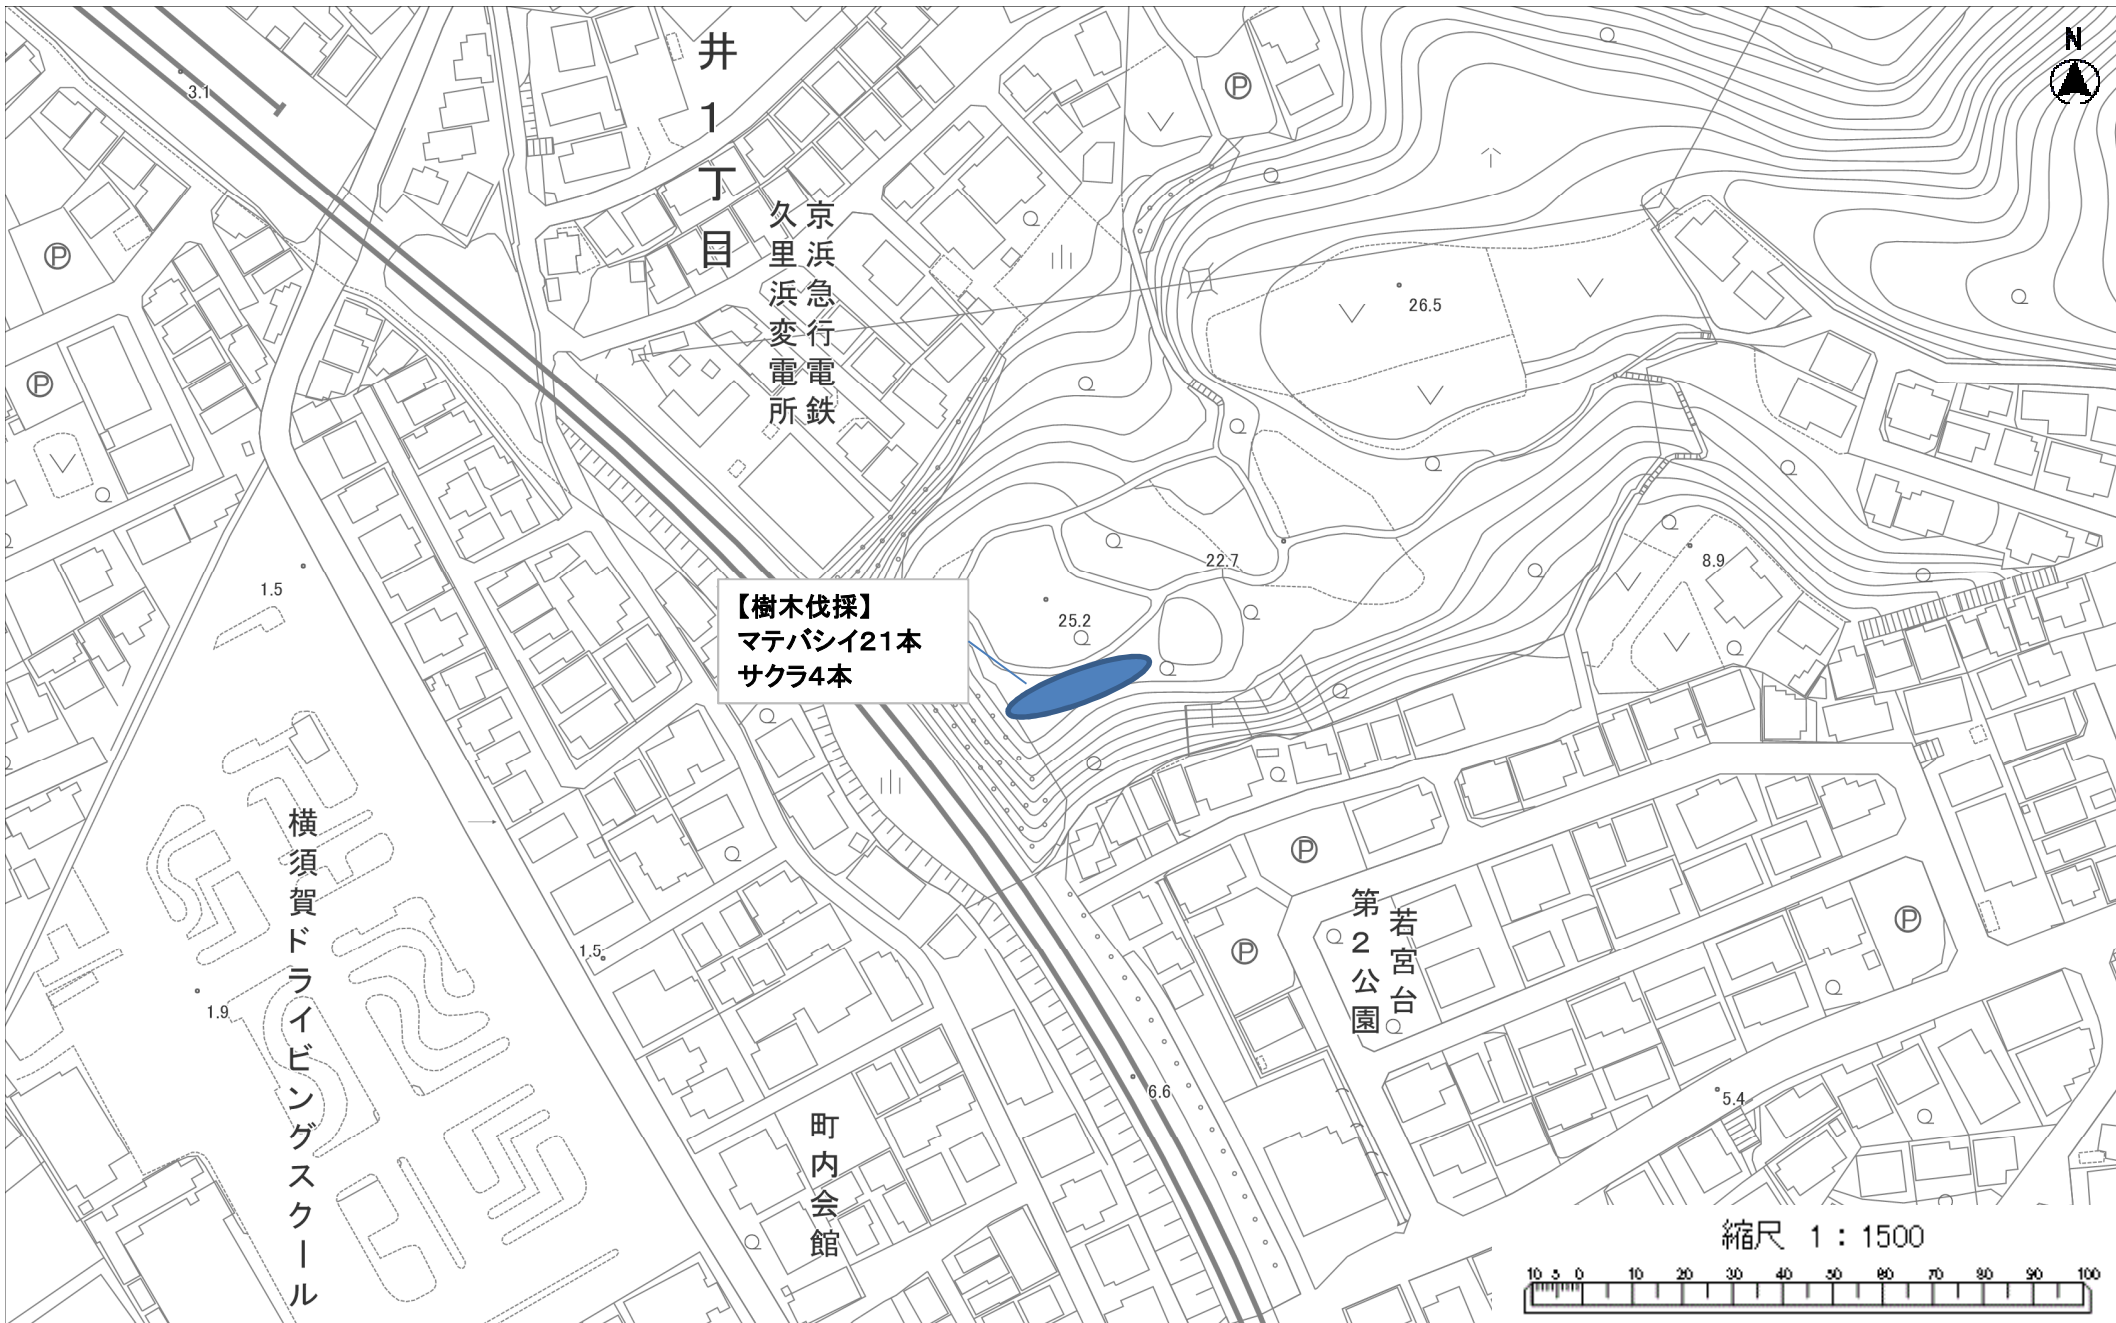 N
井1丁目
京浜急行電鉄
久里浜変電所
3.1
P
P
P
26.5
1.5
22.7
8.9
25.2
【樹木伐採】
マテバシイ21本
サクラ4本
横須賀ドライビングスクール
P
若宮台
第2公園
P
P
1.5
1.9
6.6
5.4
町内会館
縮尺 1:1500
10 5 0 10 20 30 40 50 60 70 80 90 100